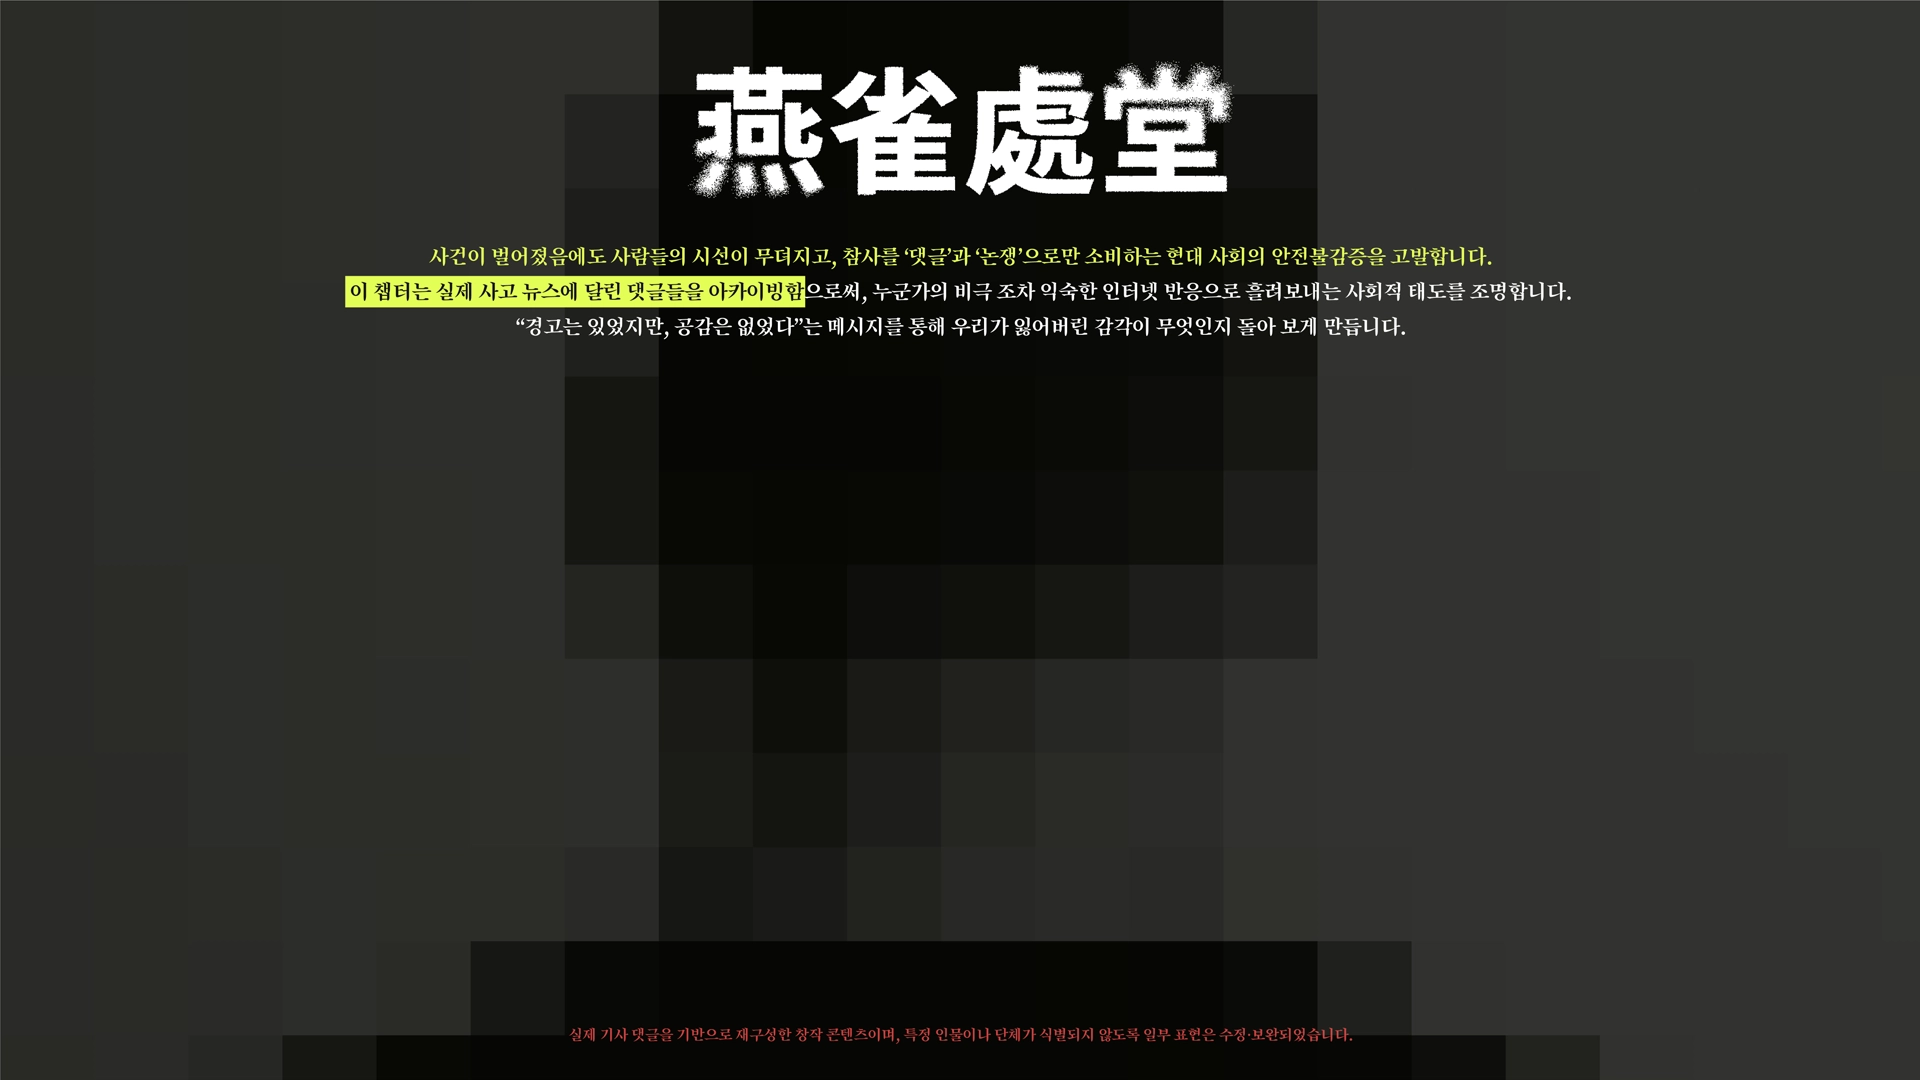 燕雀處堂
사건이 벌어졌음에도 사람들의 시선이 무뎌지고, 참사를 ‘댓글’과 ‘논쟁’으로만 소비하는 현대 사회의 안전불감증을 고발합니다.
이 챕터는 실제 사고 뉴스에 달린 댓글들을 아카이빙함으로써, 누군가의 비극 조차 익숙한 인터넷 반응으로 흘려보내는 사회적 태도를 조명합니다.
“경고는 있었지만, 공감은 없었다”는 메시지를 통해 우리가 잃어버린 감각이 무엇인지 돌아 보게 만듭니다.
실제 기사 댓글을 기반으로 재구성한 창작 콘텐츠이며, 특정 인물이나 단체가 식별되지 않도록 일부 표현은 수정·보완되었습니다.